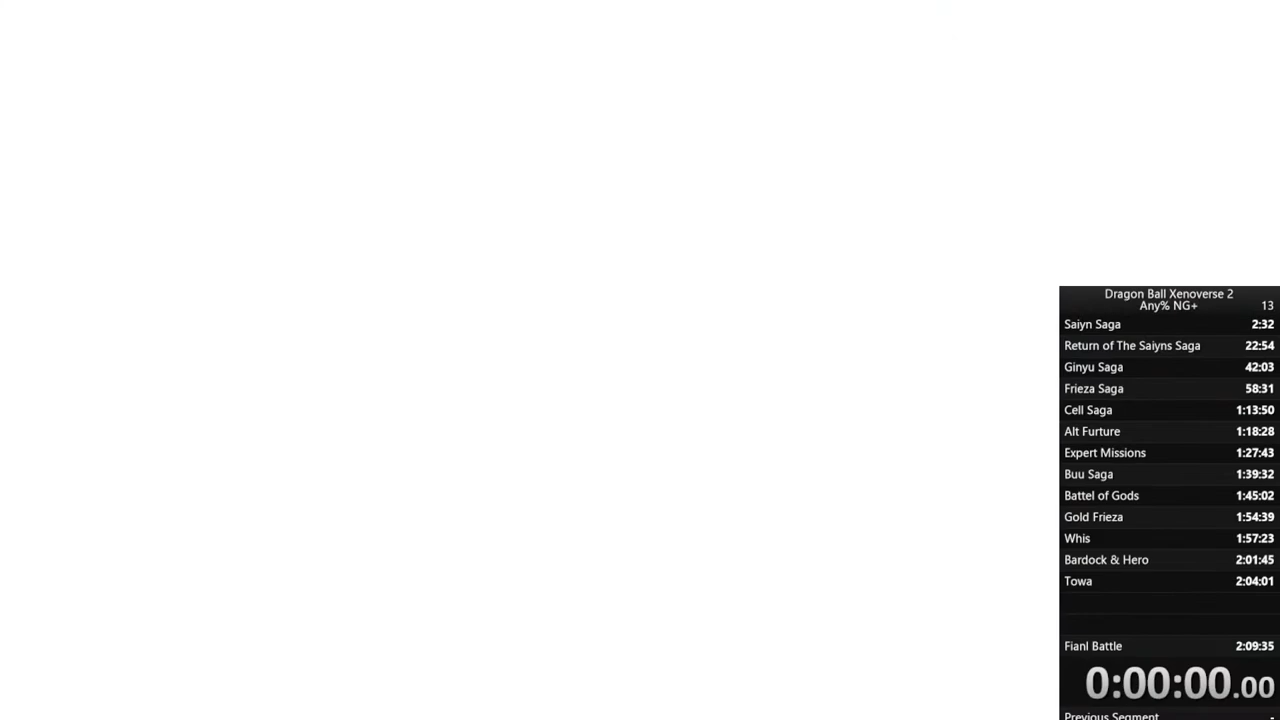 Dragon Ball Xenoverse 2
Any% NG+ 13
Saiyn Saga 2:32
Return of The Saiyns Saga 22:54
Ginyu Saga 42:03
Frieza Saga 58:31
Cell Saga 1:13:50
Alt Furture 1:18:28
Expert Missions 1:27:43
Buu Saga 1:39:32
Battel of Gods 1:45:02
Gold Frieza 1:54:39
Whis 1:57:23
Bardock & Hero 2:01:45
Towa 2:04:01
Fianl Battle 2:09:35
0:00:00.00
Previous Segment -